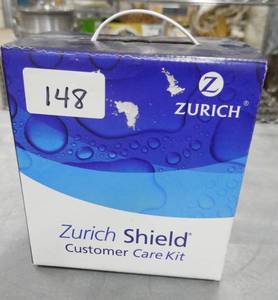 148
Z
ZURICH®
Zurich Shield®
Customer Care Kit